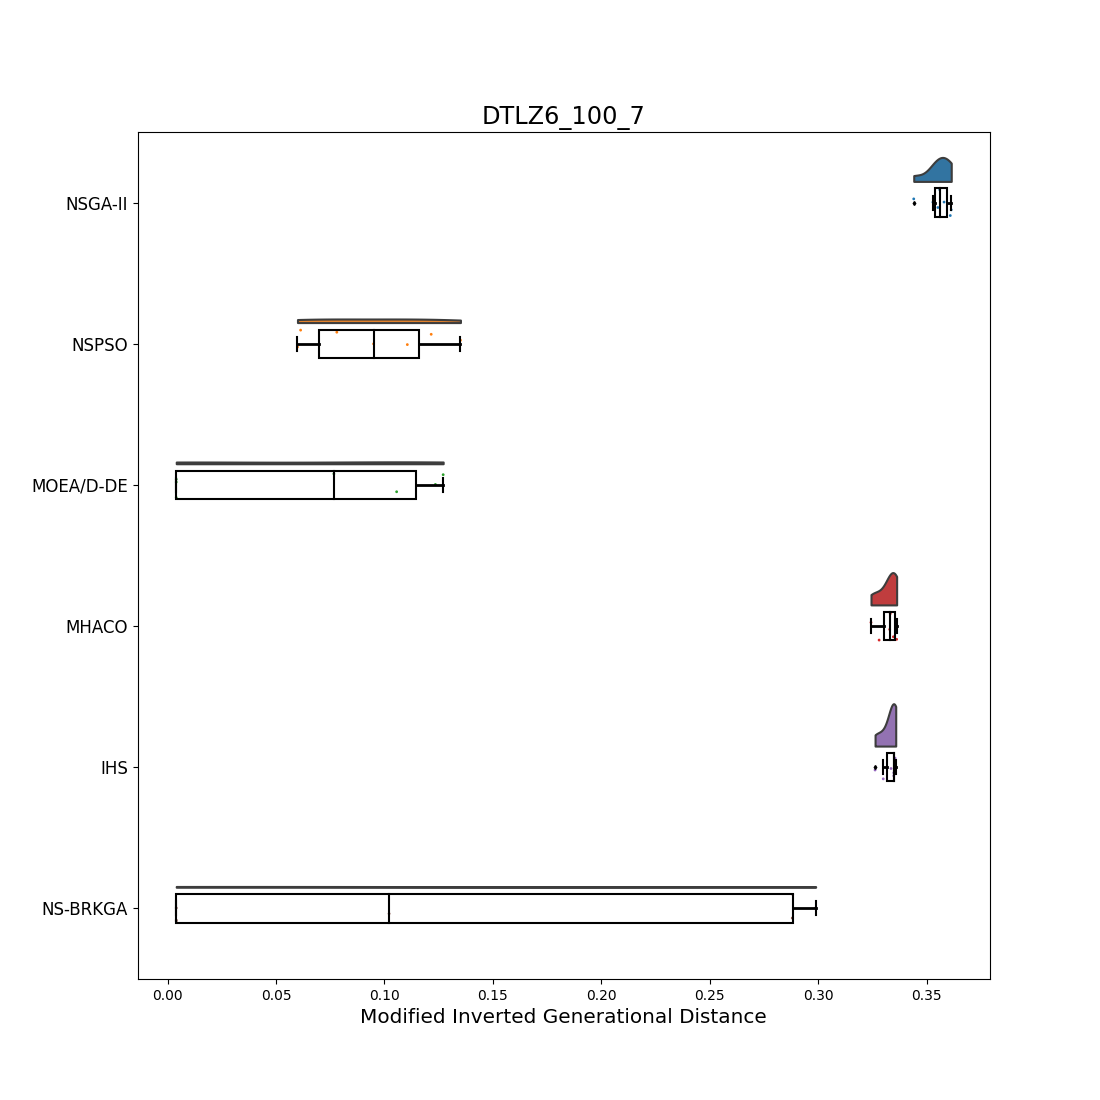 DTLZ6_100_7
NSGA-II
NSPSO
MOEA/D-DE
MHACO
IHS
NS-BRKGA
0.00 0.05 0.10 0.15 0.20 0.25 0.30 0.35
Modified Inverted Generational Distance